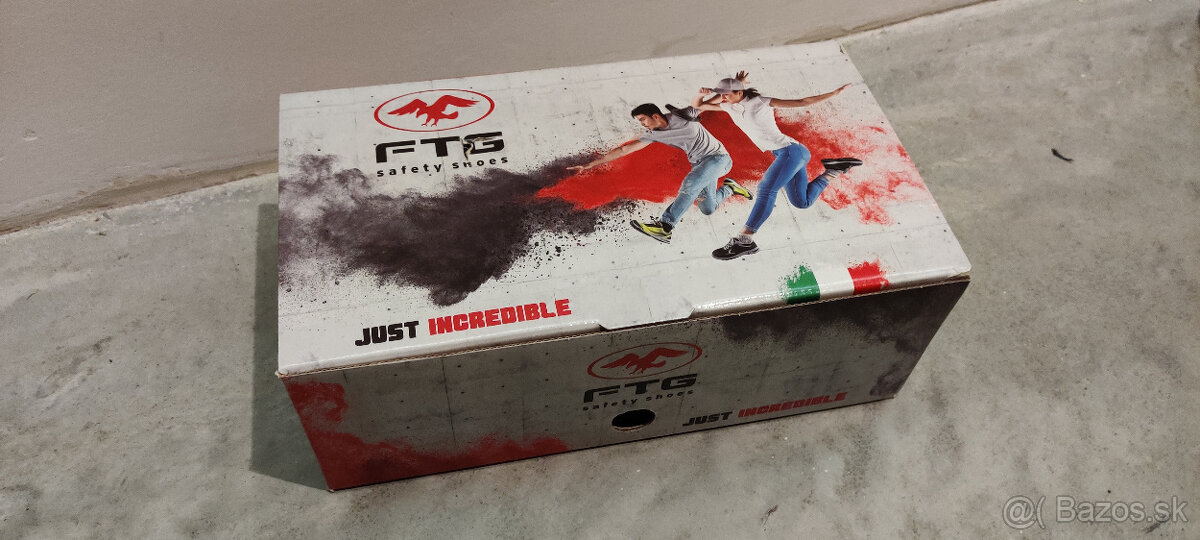 FTG
safety shoes
JUST INCREDIBLE
FTG
safety shoes
JUST INCREDIBLE
@( Bazos.sk